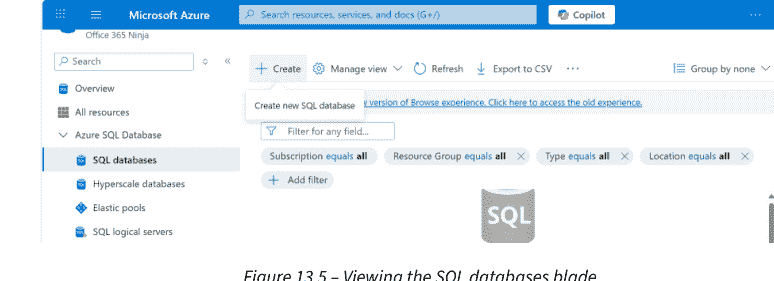 Microsoft Azure
Search resources, services, and docs (G+/)
Copilot
Office 365 Ninja
Search
Create
Manage view
Refresh
Export to CSV
Group by none
Overview
Create new SQL database
version of Browse experience. Click here to access the old experience.
All resources
Filter for any field...
Azure SQL Database
SQL databases
Subscription equals all
Resource Group equals all
Type equals all
Location equals all
Hyperscale databases
Add filter
Elastic pools
SQL
SQL logical servers
Figure 13.5 – Viewing the SQL databases blade